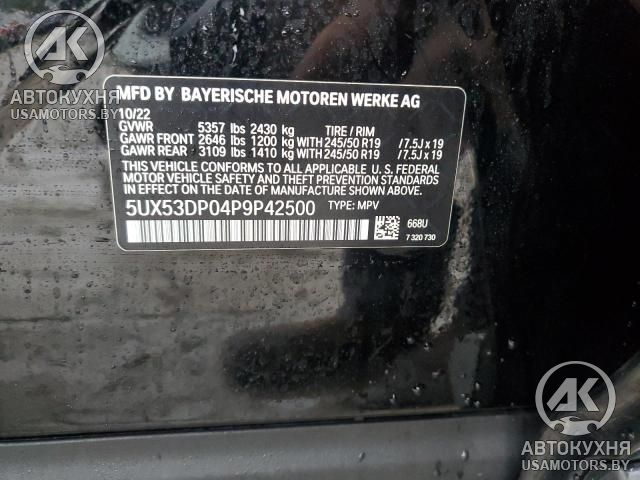 AK
АВТОКУХНЯ
USAMOTORS.BY
MFD BY BAYERISCHE MOTOREN WERKE AG
10/22
GVWR 5357 lbs 2430 kg TIRE / RIM
GAWR FRONT 2646 lbs 1200 kg WITH 245/50 R19 / 7.5J x 19
GAWR REAR 3109 lbs 1410 kg WITH 245/50 R19 / 7.5J x 19
THIS VEHICLE CONFORMS TO ALL APPLICABLE U.S. FEDERAL
MOTOR VEHICLE SAFETY AND THEFT PREVENTION STANDARDS
IN EFFECT ON THE DATE OF MANUFACTURE SHOWN ABOVE.
5UX53DP04P9P42500 TYPE: MPV
668U
7 320 730
AK
АВТОКУХНЯ
USAMOTORS.BY